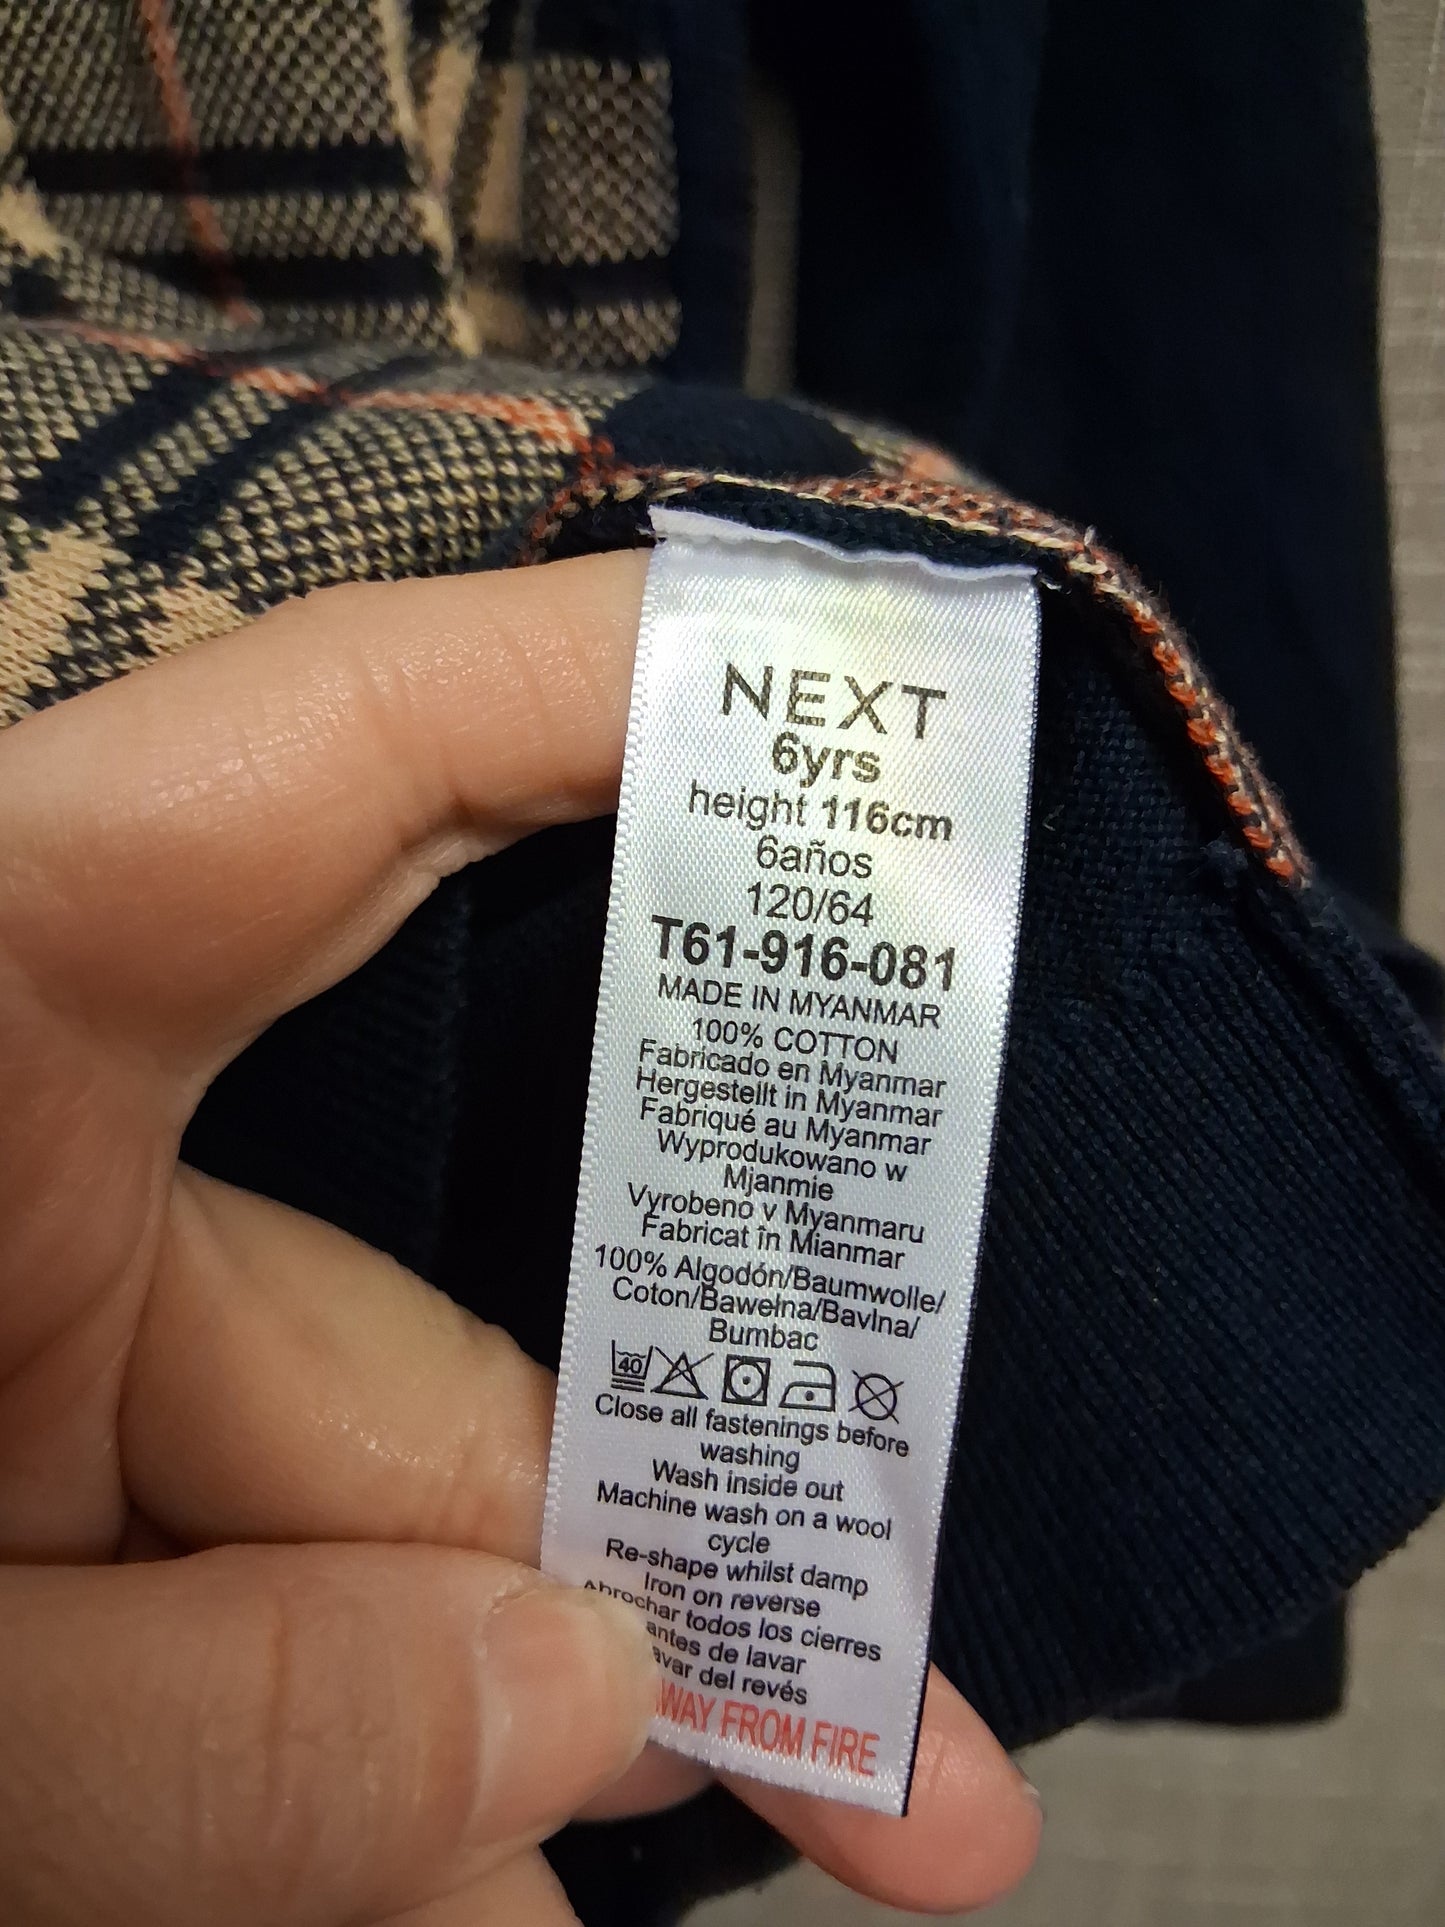 NEXT
6yrs
height 116cm
6años
120/64
T61-916-081
MADE IN MYANMAR
100% COTTON
Fabricado en Myanmar
Hergestellt in Myanmar
Fabriqué au Myanmar
Wyprodukowano w
Mjanmie
Vyrobeno v Myanmaru
Fabricat în Mianmar
100% Algodón/Baumwolle/
Coton/Bawełna/Bavlna/
Bumbac
40
Close all fastenings before
washing
Wash inside out
Machine wash on a wool
cycle
Re-shape whilst damp
Iron on reverse
Abrochar todos los cierres
antes de lavar
avar del revés
WAY FROM FIRE